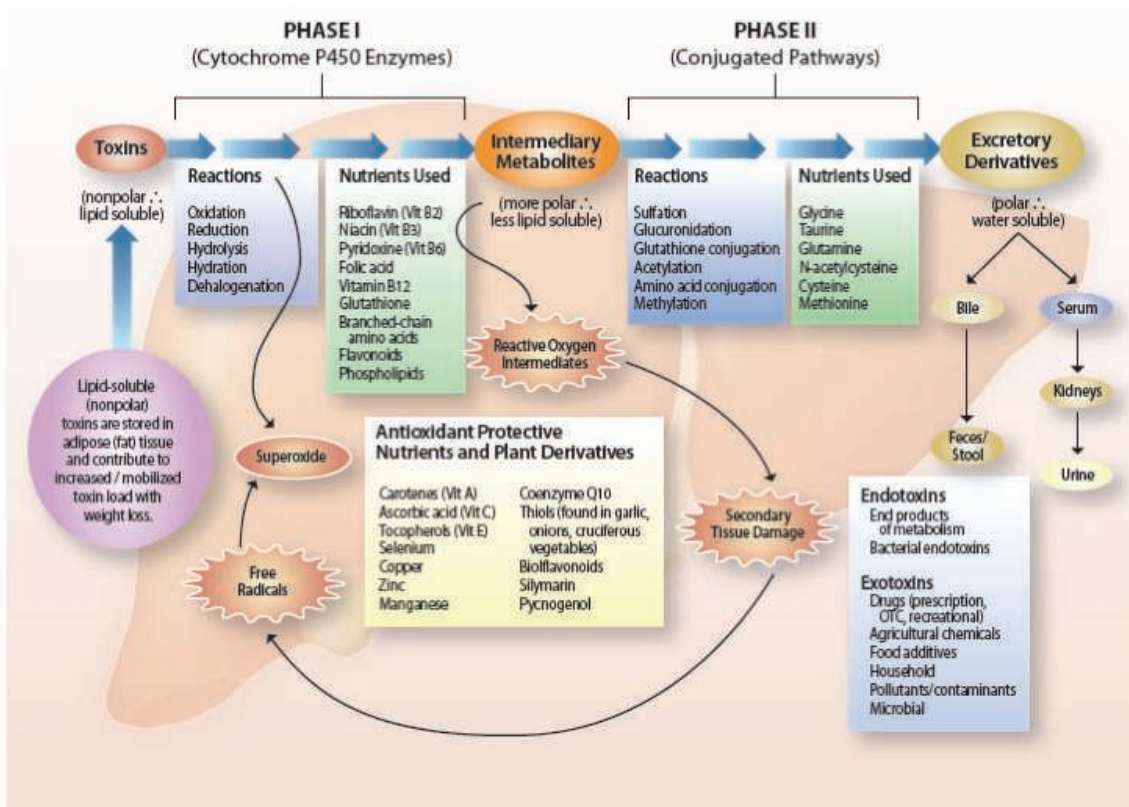 PHASE I
(Cytochrome P450 Enzymes)
PHASE II
(Conjugated Pathways)
Toxins
(nonpolar ∴
lipid soluble)
Reactions
Oxidation
Reduction
Hydrolysis
Hydration
Dehalogenation
Nutrients Used
Riboflavin (Vit B2)
Niacin (Vit B3)
Pyridoxine (Vit B6)
Folic acid
Vitamin B12
Glutathione
Branched-chain
amino acids
Flavonoids
Phospholipids
Intermediary
Metabolites
(more polar ∴
less lipid soluble)
Reactions
Sulfation
Glucuronidation
Glutathione conjugation
Acetylation
Amino acid conjugation
Methylation
Nutrients Used
Glycine
Taurine
Glutamine
N-acetylcysteine
Cysteine
Methionine
Excretory
Derivatives
(polar ∴
water soluble)
Bile
Serum
Kidneys
Feces/
Stool
Urine
Reactive Oxygen
Intermediates
Lipid-soluble
(nonpolar)
toxins are stored in
adipose (fat) tissue
and contribute to
increased / mobilized
toxin load with
weight loss.
Superoxide
Free
Radicals
Antioxidant Protective
Nutrients and Plant Derivatives
Carotenes (Vit A)
Ascorbic acid (Vit C)
Tocopherols (Vit E)
Selenium
Copper
Zinc
Manganese
Coenzyme Q10
Thiols (found in garlic,
onions, cruciferous
vegetables)
Biolflavonoids
Silymarin
Pycnogenol
Secondary
Tissue Damage
Endotoxins
End products
of metabolism
Bacterial endotoxins
Exotoxins
Drugs (prescription,
OTC, recreational)
Agricultural chemicals
Food additives
Household
Pollutants/contaminants
Microbial